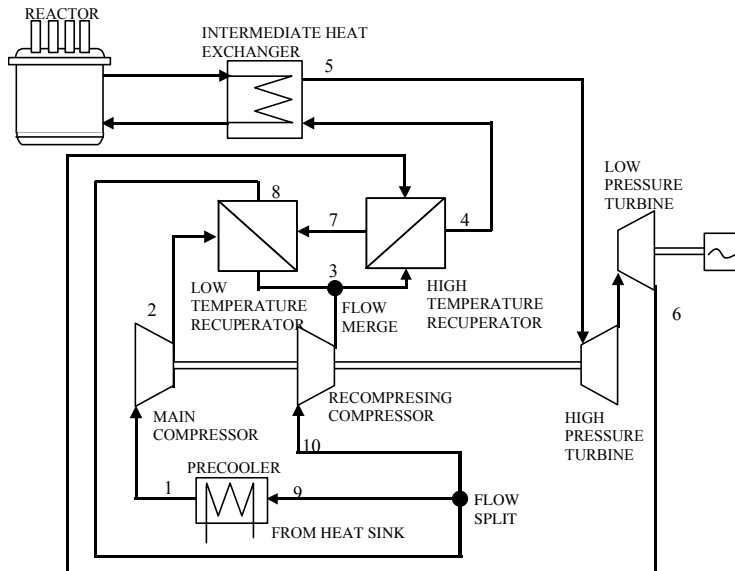 REACTOR
INTERMEDIATE HEAT
EXCHANGER
5
LOW
PRESSURE
TURBINE
8
7
4
3
LOW
TEMPERATURE
RECUPERATOR
FLOW
MERGE
HIGH
TEMPERATURE
RECUPERATOR
6
2
MAIN
COMPRESSOR
RECOMPRESING
COMPRESSOR
HIGH
PRESSURE
TURBINE
10
PRECOOLER
1
9
FLOW
SPLIT
FROM HEAT SINK